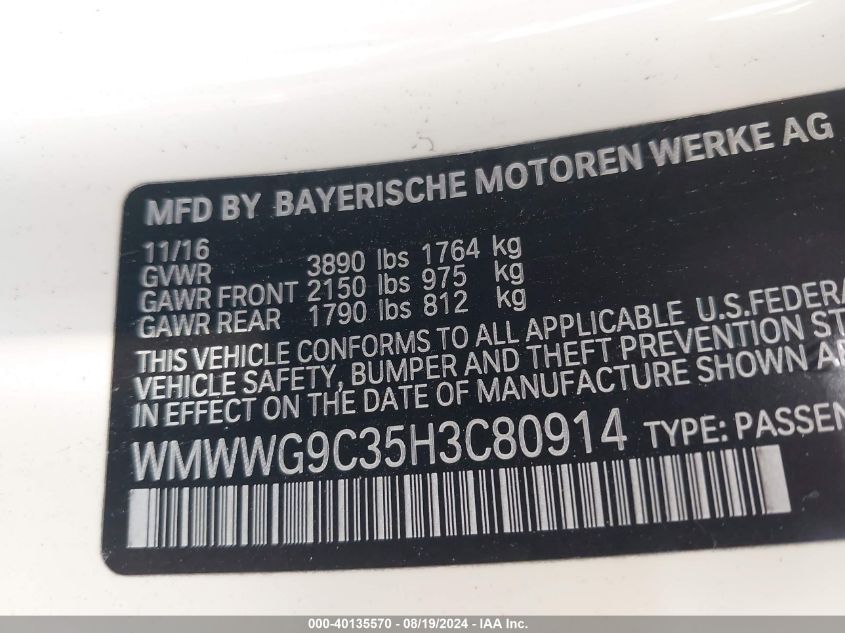 MFD BY BAYERISCHE MOTOREN WERKE AG
11/16
GVWR 3890 lbs 1764 kg
GAWR FRONT 2150 lbs 975 kg
GAWR REAR 1790 lbs 812 kg
THIS VEHICLE CONFORMS TO ALL APPLICABLE U.S.FEDERA
VEHICLE SAFETY, BUMPER AND THEFT PREVENTION ST
IN EFFECT ON THE DATE OF MANUFACTURE SHOWN A
WMWWG9C35H3C80914 TYPE: PASSEN
000-40135570 - 08/19/2024 - IAA Inc.